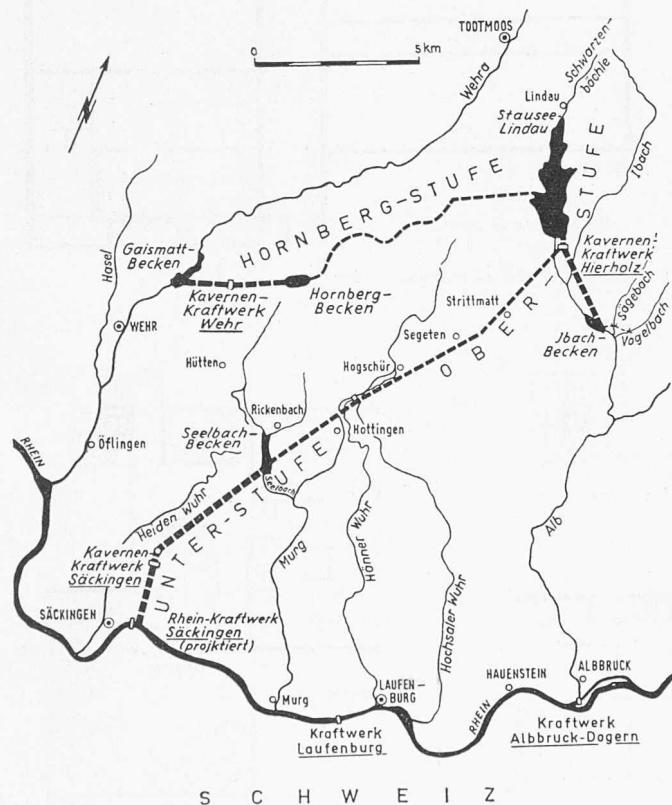 TOOTMOOS
0 5 km
Wehra
Schwarzen-
bächle
Lindau
Stausee-
Lindau
Ibach
HORNBERG-STUFE
OBER-STUFE
Gaismatt-
Becken
Hasel
Kavernen-
Kraftwerk
Wehr
Hornberg-
Becken
Kavernen-
Kraftwerk
Hierholz
Sägebach
Vogelbach
Jbach-
Becken
WEHR
Strittmatt
Segeten
Hütten
Hogschür
Rickenbach
Seelbach-
Becken
Hottingen
Seelbach
RHEIN
Öflingen
Heiden Wuhr
UNTER-STUFE
Kavernen-
Kraftwerk
Säckingen
Murg
Hänner Wuhr
Hochsaler Wuhr
Alb
SÄCKINGEN
Rhein-Kraftwerk
Säckingen
(projktiert)
Murg
LAUFEN-
BURG
HAUENSTEIN
ALBBRUCK
RHEIN
Kraftwerk
Laufenburg
Kraftwerk
Albbruck-Dogern
SCHWEIZ